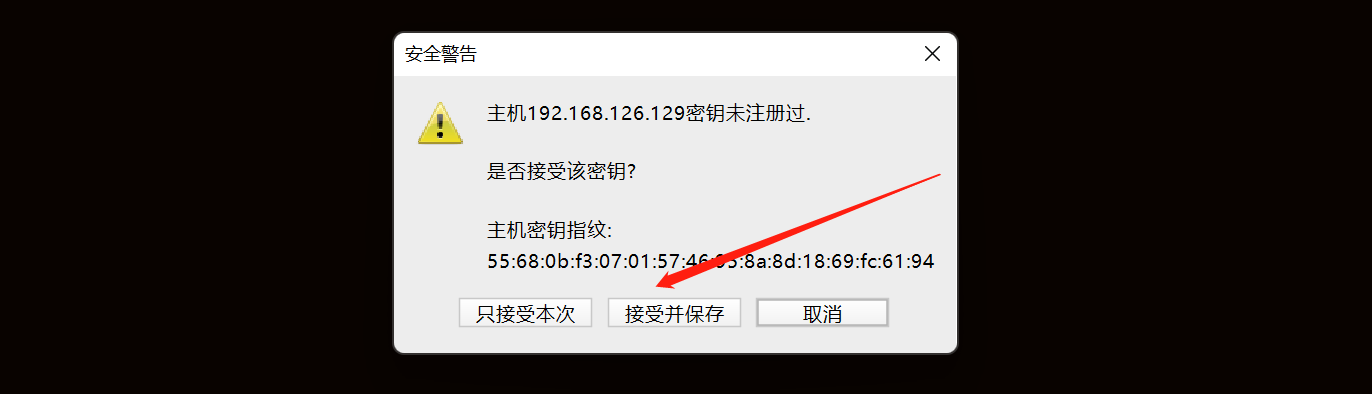 安全警告
主机192.168.126.129密钥未注册过.
是否接受该密钥?
主机密钥指纹:
55:68:0b:f3:07:01:57:46:95:8a:8d:18:69:fc:61:94
只接受本次
接受并保存
取消